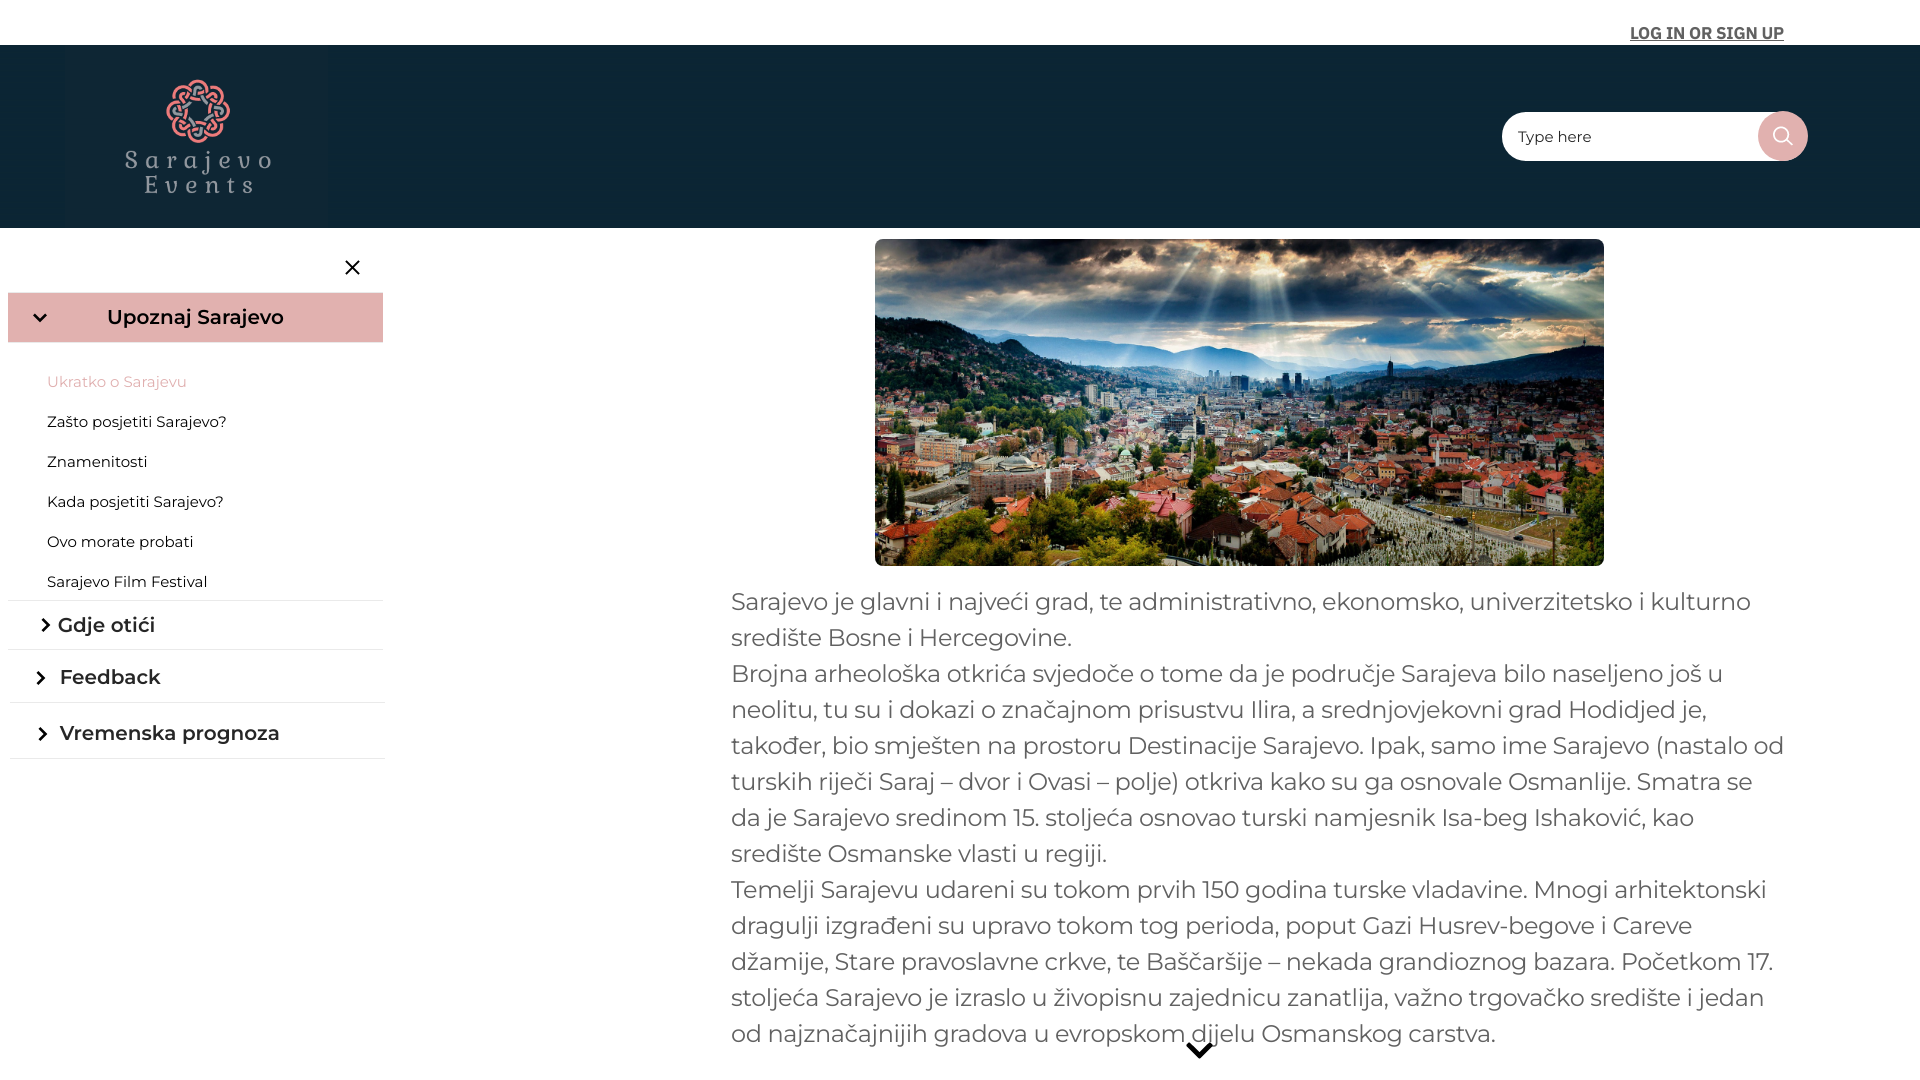 LOG IN OR SIGN UP
Sarajevo
Events
Type here
Upoznaj Sarajevo
Ukratko o Sarajevu
Zašto posjetiti Sarajevo?
Znamenitosti
Kada posjetiti Sarajevo?
Ovo morate probati
Sarajevo Film Festival
Gdje otići
Feedback
Vremenska prognoza
Sarajevo je glavni i najveći grad, te administrativno, ekonomsko, univerzitetsko i kulturno
središte Bosne i Hercegovine.
Brojna arheološka otkrića svjedoče o tome da je područje Sarajeva bilo naseljeno još u
neolitu, tu su i dokazi o značajnom prisustvu Ilira, a srednjovjekovni grad Hodidjed je,
također, bio smješten na prostoru Destinacije Sarajevo. Ipak, samo ime Sarajevo (nastalo od
turskih riječi Saraj – dvor i Ovasi – polje) otkriva kako su ga osnovale Osmanlije. Smatra se
da je Sarajevo sredinom 15. stoljeća osnovao turski namjesnik Isa-beg Ishaković, kao
središte Osmanske vlasti u regiji.
Temelji Sarajevu udareni su tokom prvih 150 godina turske vladavine. Mnogi arhitektonski
dragulji izgrađeni su upravo tokom tog perioda, poput Gazi Husrev-begove i Careve
džamije, Stare pravoslavne crkve, te Baščaršije – nekada grandioznog bazara. Početkom 17.
stoljeća Sarajevo je izraslo u živopisnu zajednicu zanatlija, važno trgovačko središte i jedan
od najznačajnijih gradova u evropskom dijelu Osmanskog carstva.